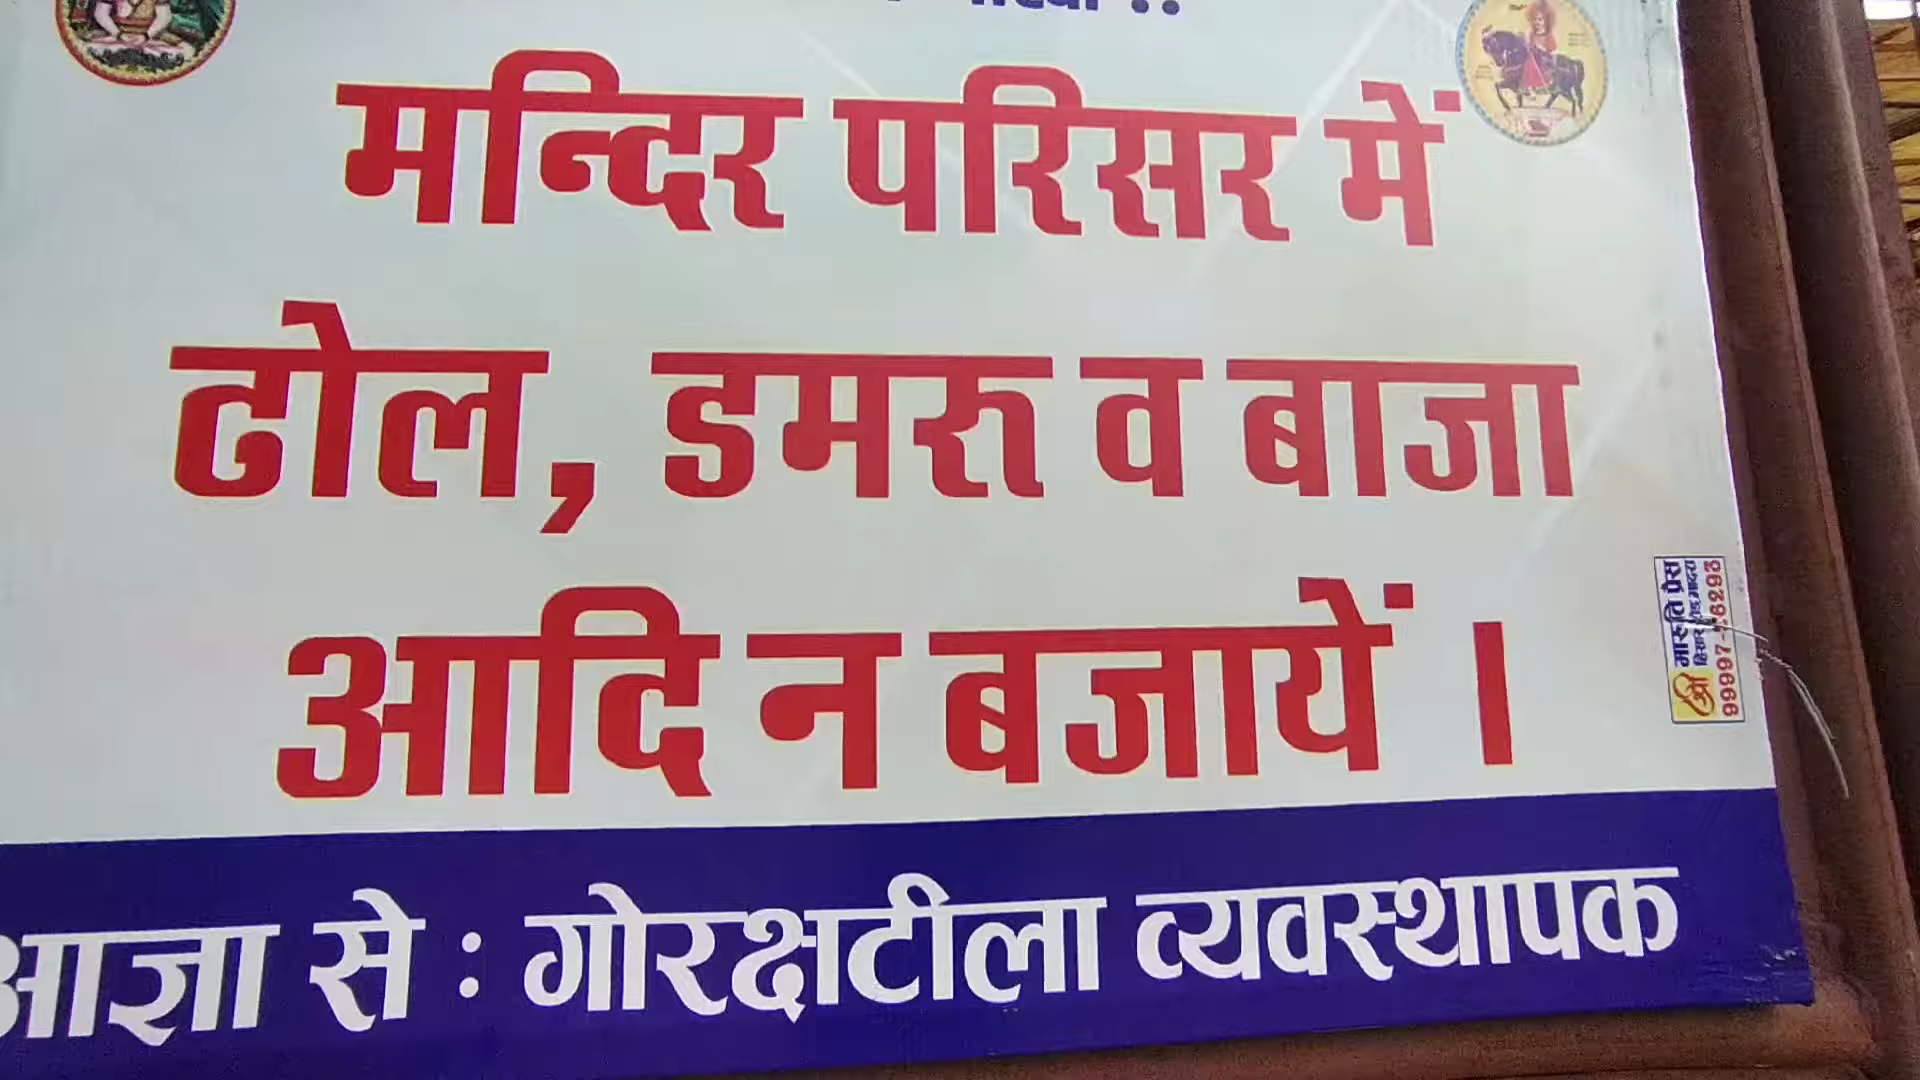 मन्दिर परिसर में
ढोल, डमरू व बाजा
आदि न बजायें ।
आज्ञा से : गोरक्षटीला व्यवस्थापक
श्री मारुति प्रैस